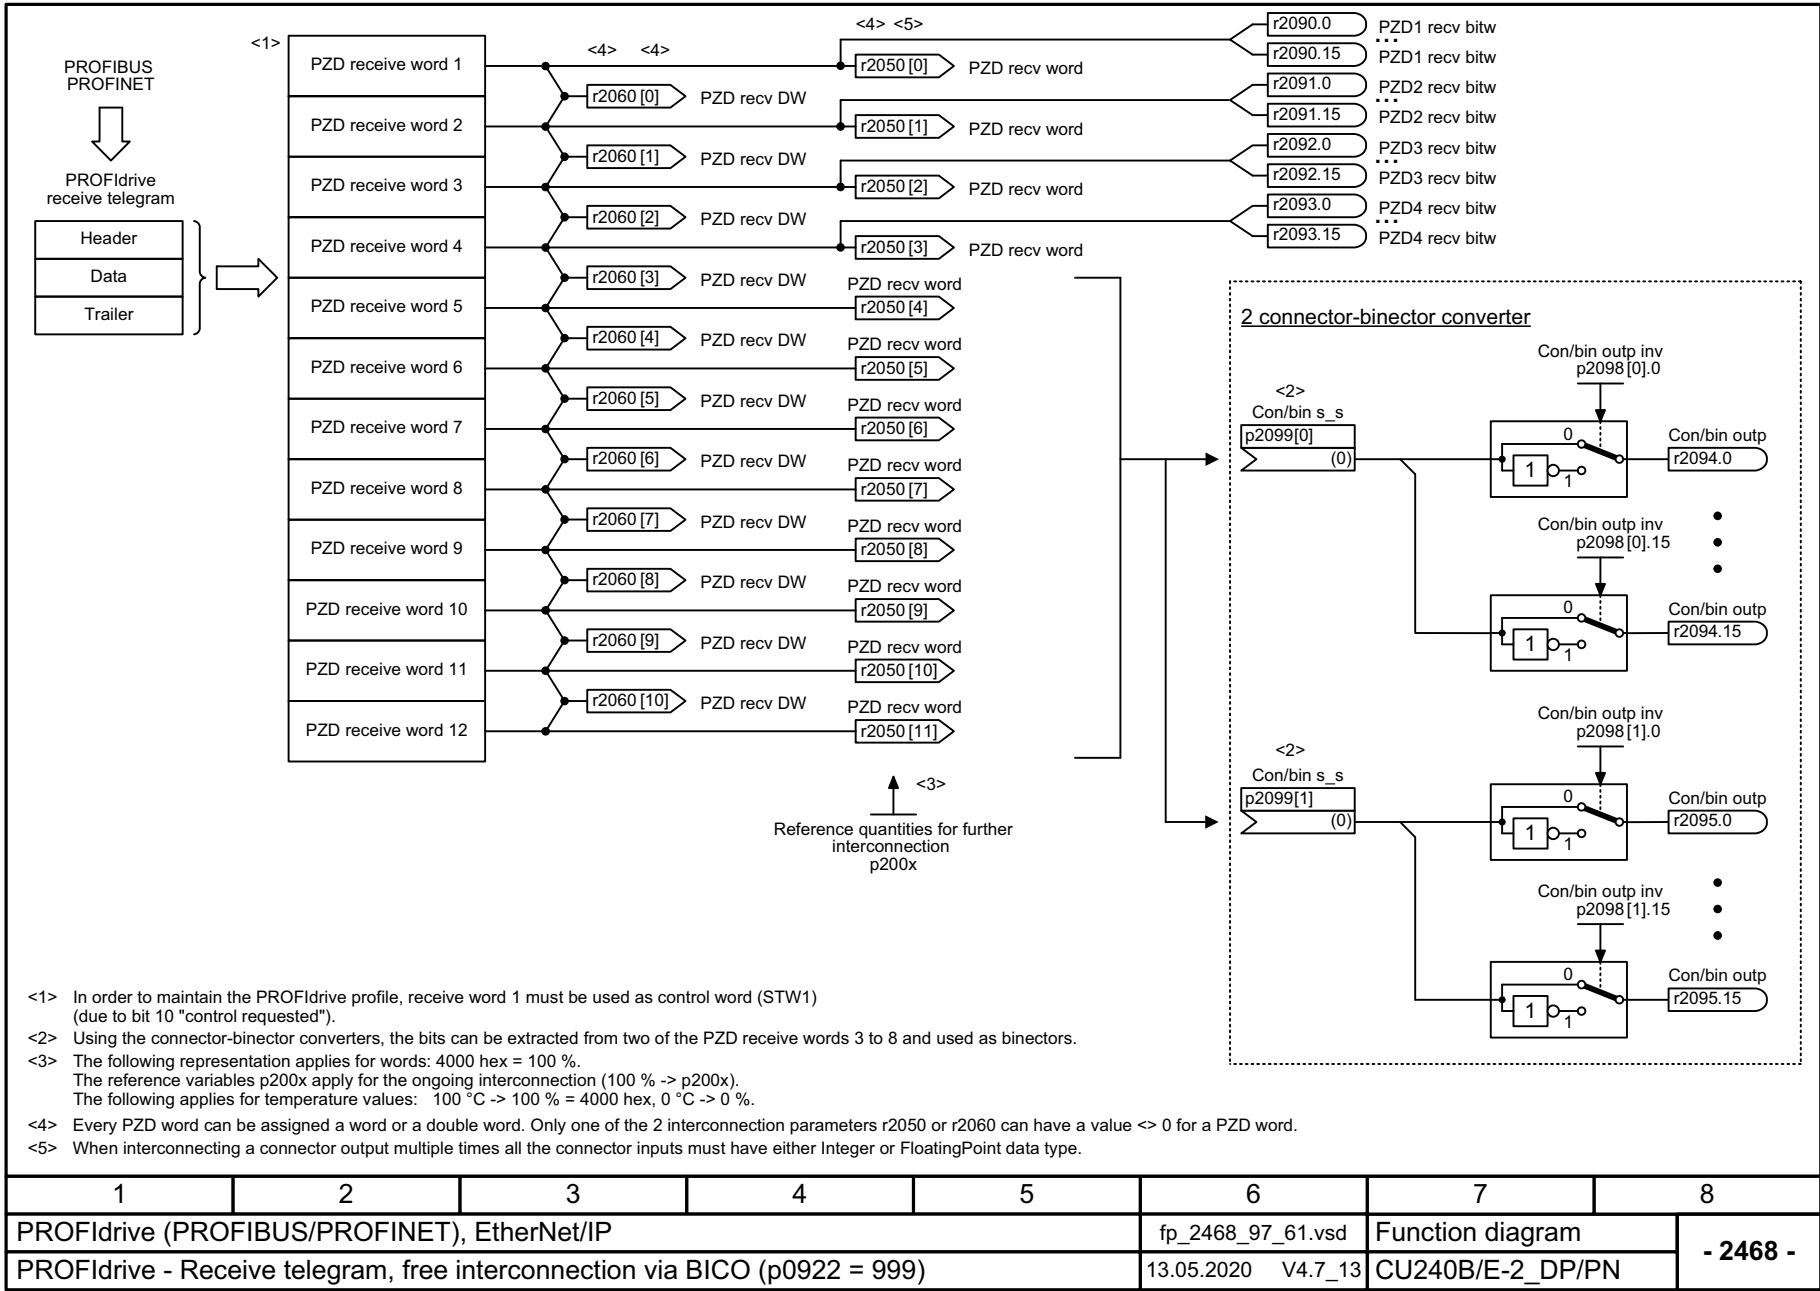 PROFIBUS
PROFINET
PROFIdrive
receive telegram
Header
Data
Trailer
<1>
PZD receive word 1
PZD receive word 2
PZD receive word 3
PZD receive word 4
PZD receive word 5
PZD receive word 6
PZD receive word 7
PZD receive word 8
PZD receive word 9
PZD receive word 10
PZD receive word 11
PZD receive word 12
<4> <4>
r2060 [0] PZD recv DW
r2060 [1] PZD recv DW
r2060 [2] PZD recv DW
r2060 [3] PZD recv DW
r2060 [4] PZD recv DW
r2060 [5] PZD recv DW
r2060 [6] PZD recv DW
r2060 [7] PZD recv DW
r2060 [8] PZD recv DW
r2060 [9] PZD recv DW
r2060 [10] PZD recv DW
<4> <5>
r2050 [0] PZD recv word
r2050 [1] PZD recv word
r2050 [2] PZD recv word
r2050 [3] PZD recv word
PZD recv word
r2050 [4]
PZD recv word
r2050 [5]
PZD recv word
r2050 [6]
PZD recv word
r2050 [7]
PZD recv word
r2050 [8]
PZD recv word
r2050 [9]
PZD recv word
r2050 [10]
PZD recv word
r2050 [11]
<3>
Reference quantities for further
interconnection
p200x
r2090.0 PZD1 recv bitw
...
r2090.15 PZD1 recv bitw
r2091.0 PZD2 recv bitw
...
r2091.15 PZD2 recv bitw
r2092.0 PZD3 recv bitw
...
r2092.15 PZD3 recv bitw
r2093.0 PZD4 recv bitw
...
r2093.15 PZD4 recv bitw
2 connector-binector converter
<2>
Con/bin s_s
p2099[0]
(0)
Con/bin outp inv
p2098 [0].0
0
1
1
Con/bin outp
r2094.0
Con/bin outp inv
p2098 [0].15
0
1
1
Con/bin outp
r2094.15
<2>
Con/bin s_s
p2099[1]
(0)
Con/bin outp inv
p2098 [1].0
0
1
1
Con/bin outp
r2095.0
Con/bin outp inv
p2098 [1].15
0
1
1
Con/bin outp
r2095.15
<1> In order to maintain the PROFIdrive profile, receive word 1 must be used as control word (STW1)
(due to bit 10 "control requested").
<2> Using the connector-binector converters, the bits can be extracted from two of the PZD receive words 3 to 8 and used as binectors.
<3> The following representation applies for words: 4000 hex = 100 %.
The reference variables p200x apply for the ongoing interconnection (100 % -> p200x).
The following applies for temperature values: 100 °C -> 100 % = 4000 hex, 0 °C -> 0 %.
<4> Every PZD word can be assigned a word or a double word. Only one of the 2 interconnection parameters r2050 or r2060 can have a value <> 0 for a PZD word.
<5> When interconnecting a connector output multiple times all the connector inputs must have either Integer or FloatingPoint data type.
1 2 3 4 5 6 7 8
PROFIdrive (PROFIBUS/PROFINET), EtherNet/IP fp_2468_97_61.vsd Function diagram
- 2468 -
PROFIdrive - Receive telegram, free interconnection via BICO (p0922 = 999) 13.05.2020 V4.7_13 CU240B/E-2_DP/PN